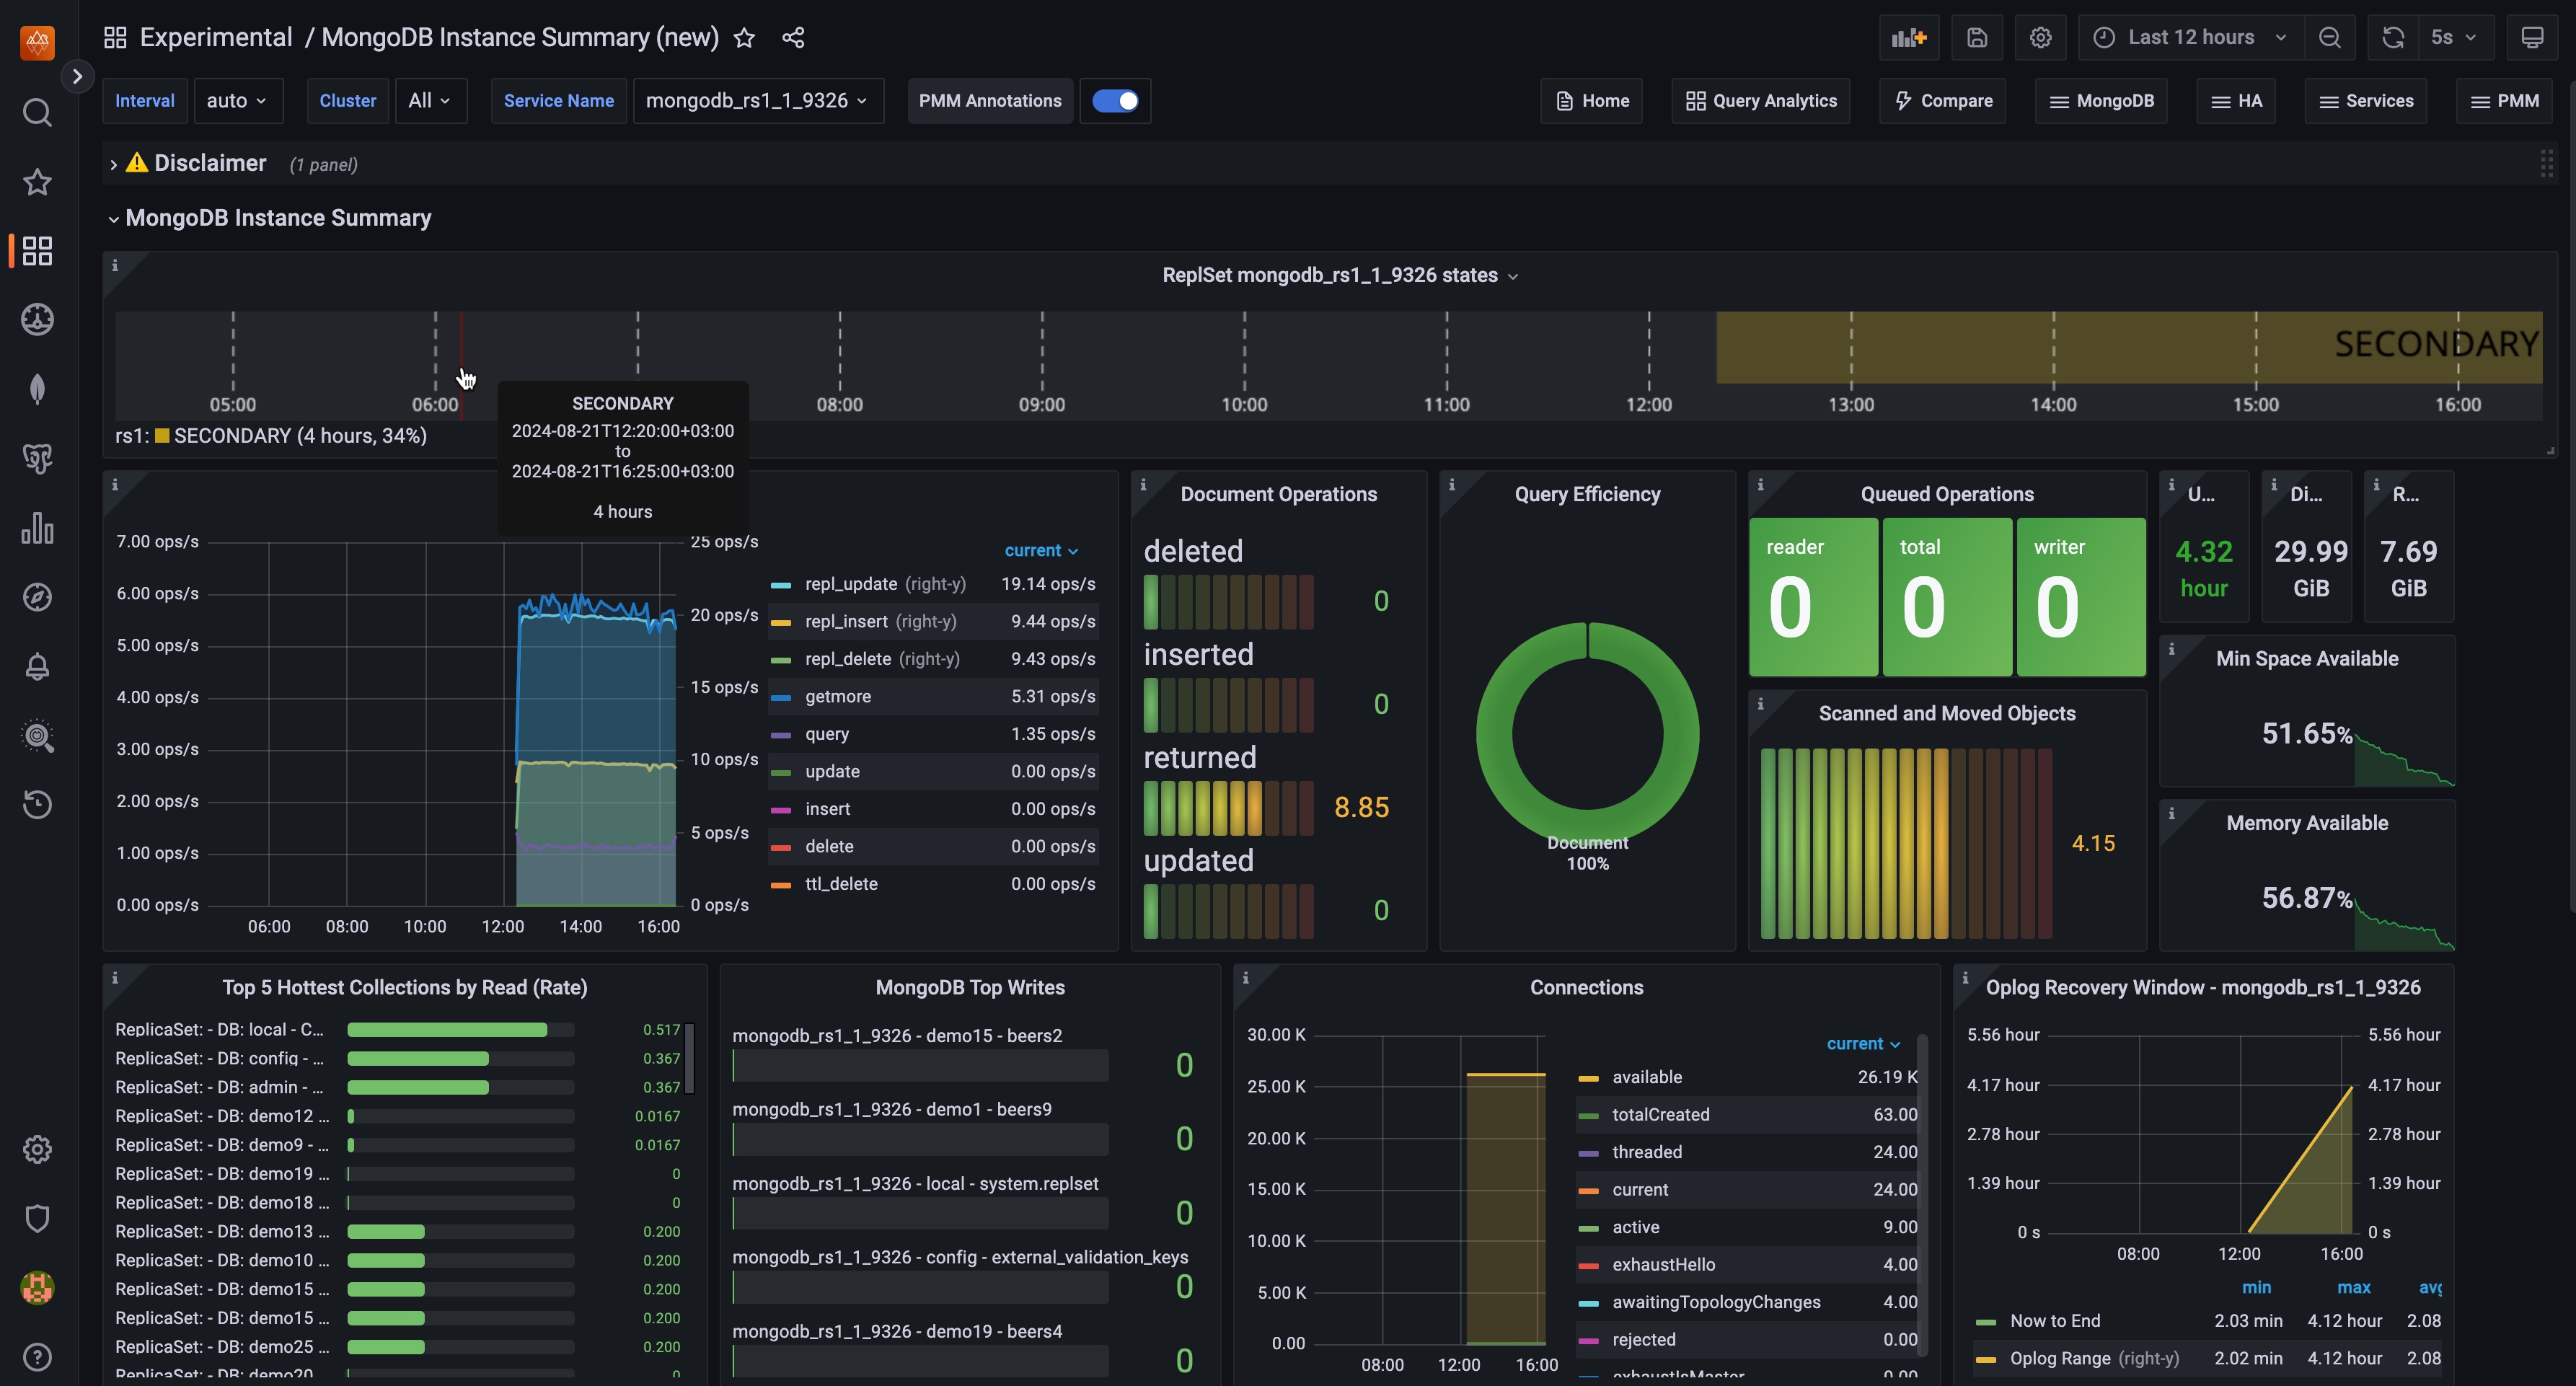 Experimental / MongoDB Instance Summary (new)
Last 12 hours
5s
Interval
auto
Cluster
All
Service Name
mongodb_rs1_1_9326
PMM Annotations
Home
Query Analytics
Compare
MongoDB
HA
Services
PMM
Disclaimer (1 panel)
MongoDB Instance Summary
ReplSet mongodb_rs1_1_9326 states
SECONDARY
05:00 06:00 08:00 09:00 10:00 11:00 12:00 13:00 14:00 15:00 16:00
rs1: SECONDARY (4 hours, 34%)
SECONDARY
2024-08-21T12:20:00+03:00
to
2024-08-21T16:25:00+03:00
4 hours
7.00 ops/s
6.00 ops/s
5.00 ops/s
4.00 ops/s
3.00 ops/s
2.00 ops/s
1.00 ops/s
0.00 ops/s
25 ops/s
20 ops/s
15 ops/s
10 ops/s
5 ops/s
0 ops/s
06:00 08:00 10:00 12:00 14:00 16:00
current
repl_update (right-y) 19.14 ops/s
repl_insert (right-y) 9.44 ops/s
repl_delete (right-y) 9.43 ops/s
getmore 5.31 ops/s
query 1.35 ops/s
update 0.00 ops/s
insert 0.00 ops/s
delete 0.00 ops/s
ttl_delete 0.00 ops/s
Document Operations
deleted
0
inserted
0
returned
8.85
updated
0
Query Efficiency
Document
100%
Queued Operations
reader total writer
0 0 0
Scanned and Moved Objects
4.15
U...
4.32
hour
Di...
29.99
GiB
R...
7.69
GiB
Min Space Available
51.65%
Memory Available
56.87%
Top 5 Hottest Collections by Read (Rate)
ReplicaSet: - DB: local - C... 0.517
ReplicaSet: - DB: config - ... 0.367
ReplicaSet: - DB: admin - ... 0.367
ReplicaSet: - DB: demo12 ... 0.0167
ReplicaSet: - DB: demo9 - ... 0.0167
ReplicaSet: - DB: demo19 ... 0
ReplicaSet: - DB: demo18 ... 0
ReplicaSet: - DB: demo13 ... 0.200
ReplicaSet: - DB: demo10 ... 0.200
ReplicaSet: - DB: demo15 ... 0.200
ReplicaSet: - DB: demo15 ... 0.200
ReplicaSet: - DB: demo25 ... 0.200
ReplicaSet: - DB: demo20 ... 0
MongoDB Top Writes
mongodb_rs1_1_9326 - demo15 - beers2
0
mongodb_rs1_1_9326 - demo1 - beers9
0
mongodb_rs1_1_9326 - local - system.replset
0
mongodb_rs1_1_9326 - config - external_validation_keys
0
mongodb_rs1_1_9326 - demo19 - beers4
0
Connections
30.00 K
25.00 K
20.00 K
15.00 K
10.00 K
5.00 K
0.00
08:00 12:00 16:00
current
available 26.19 K
totalCreated 63.00
threaded 24.00
current 24.00
active 9.00
exhaustHello 4.00
awaitingTopologyChanges 4.00
rejected 0.00
exhaustIsMaster 0.00
Oplog Recovery Window - mongodb_rs1_1_9326
5.56 hour
4.17 hour
2.78 hour
1.39 hour
0 s
5.56 hour
4.17 hour
2.78 hour
1.39 hour
0 s
08:00 12:00 16:00
min max avg
Now to End 2.03 min 4.12 hour 2.08
Oplog Range (right-y) 2.02 min 4.12 hour 2.08